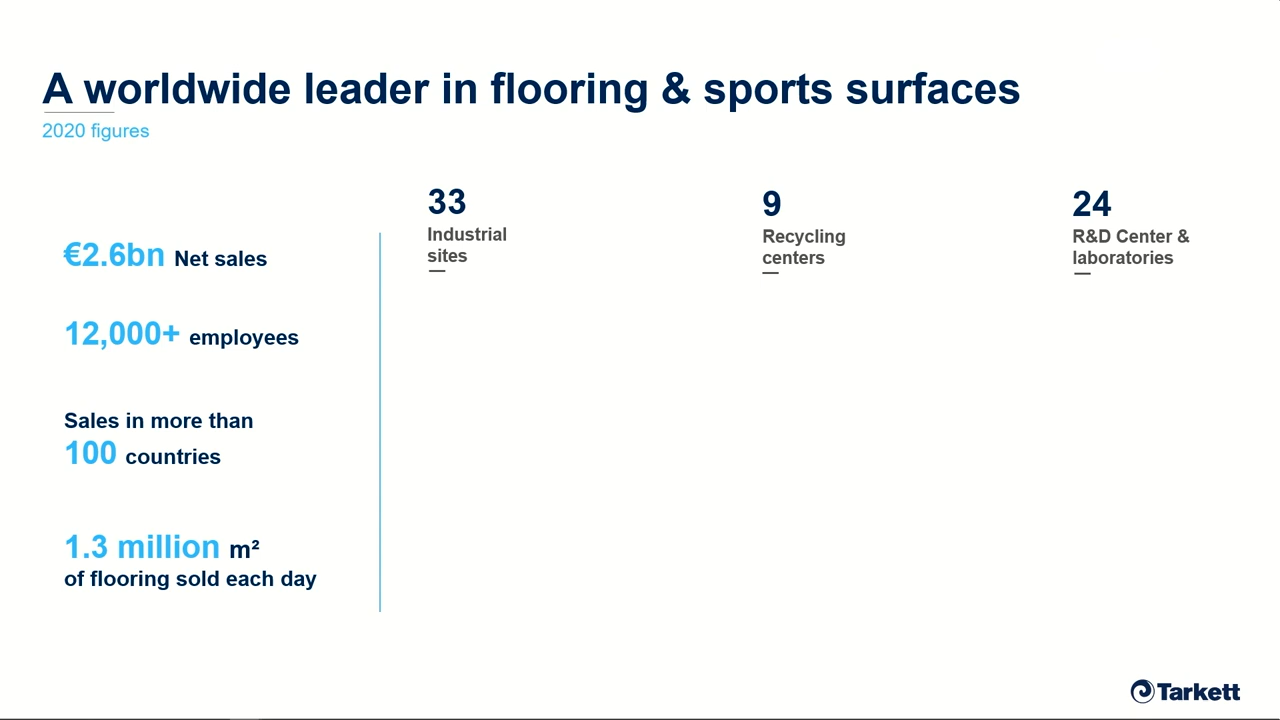 A worldwide leader in flooring & sports surfaces
2020 figures
€2.6bn Net sales
12,000+ employees
Sales in more than
100 countries
1.3 million m²
of flooring sold each day
33
Industrial
sites
9
Recycling
centers
24
R&D Center &
laboratories
Tarkett